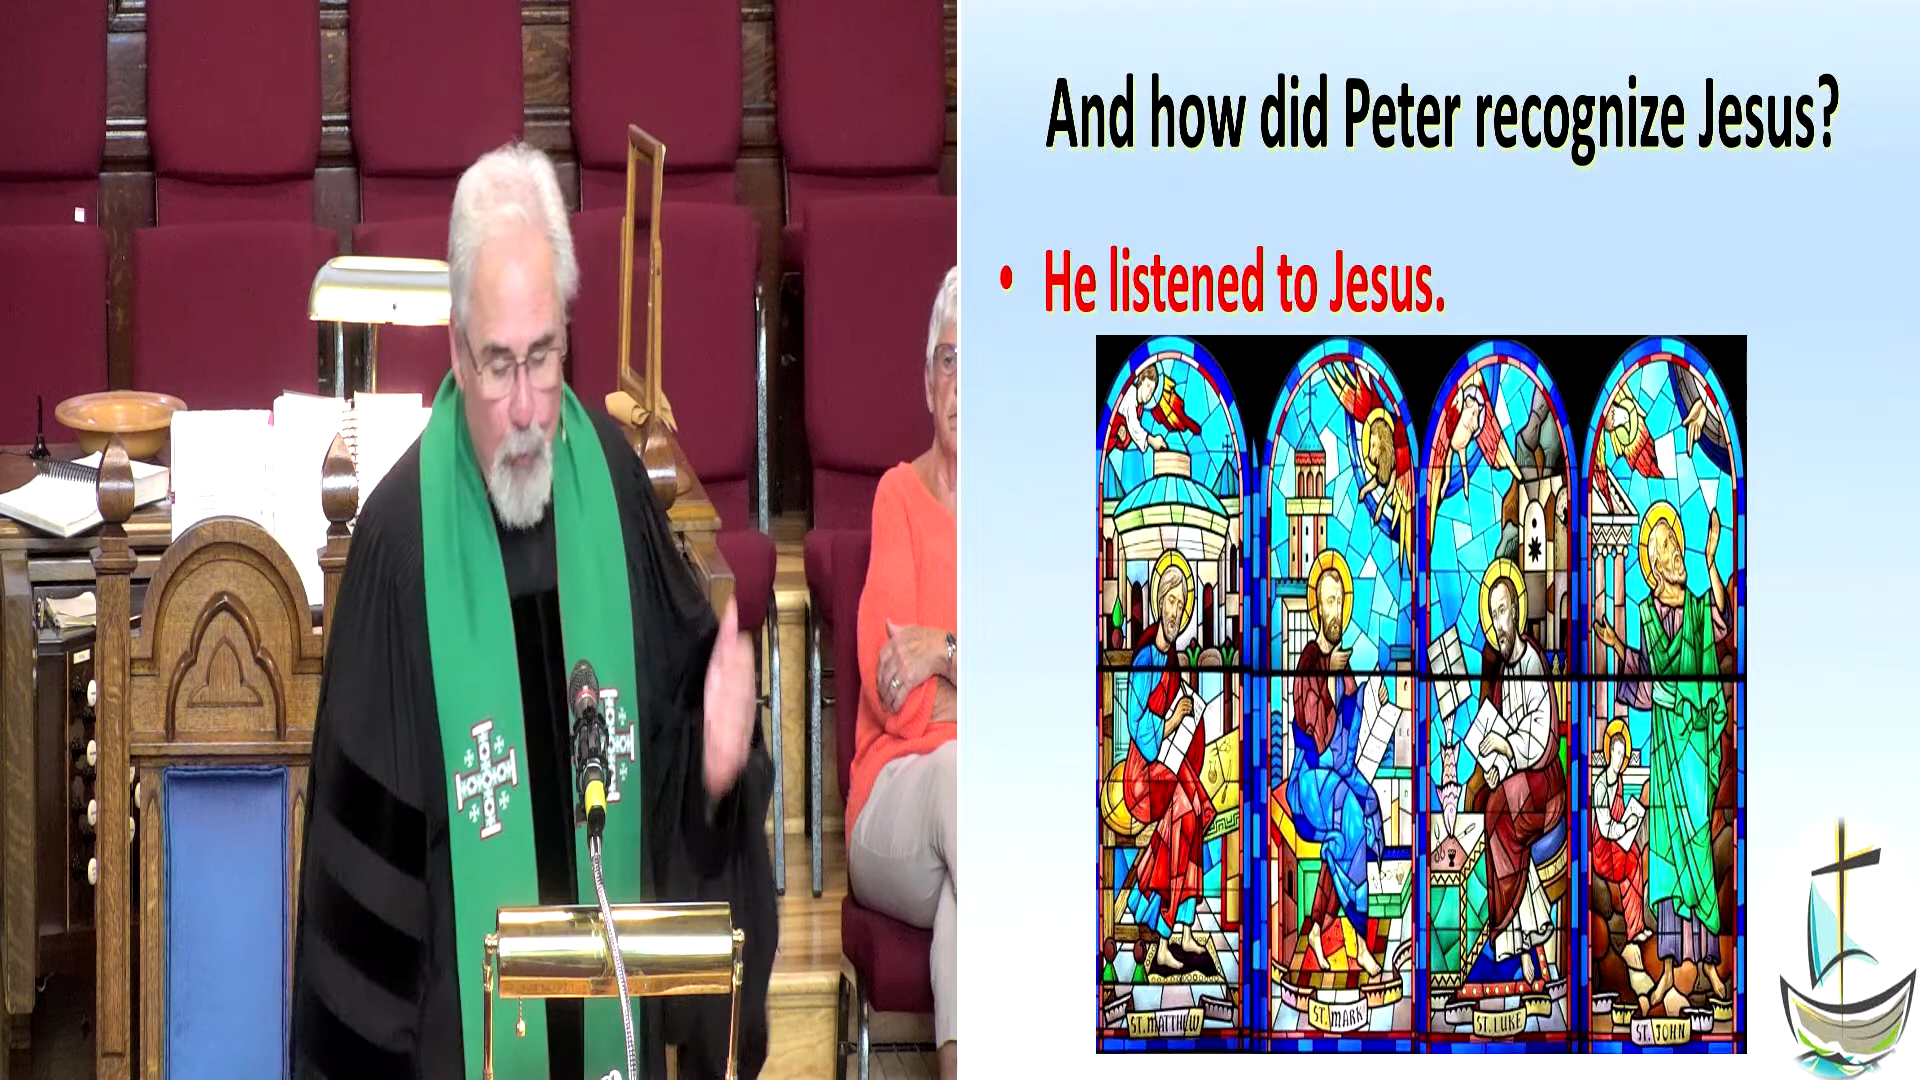 And how did Peter recognize Jesus?
• He listened to Jesus.
ST. MATTHEW
ST. MARK
ST. LUKE
ST. JOHN